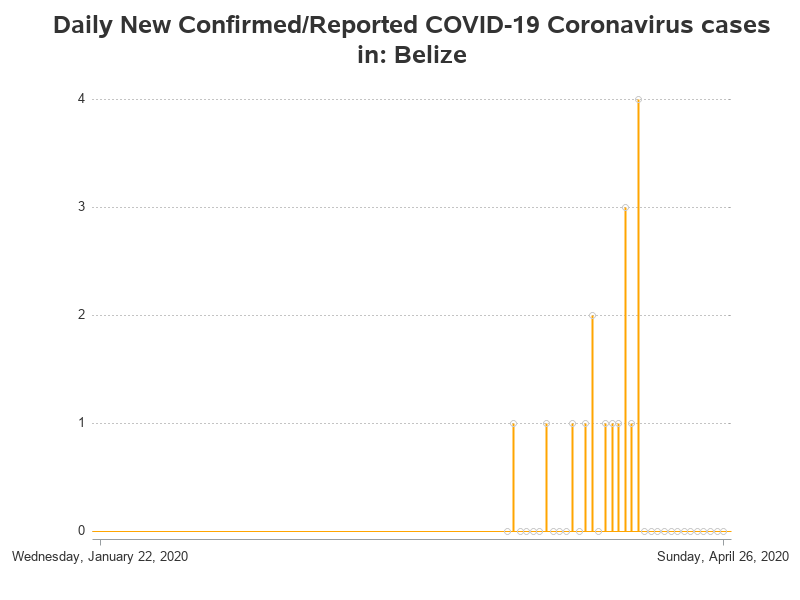 Daily New Confirmed/Reported COVID-19 Coronavirus cases
in: Belize
4
3
2
1
0
Wednesday, January 22, 2020
Sunday, April 26, 2020